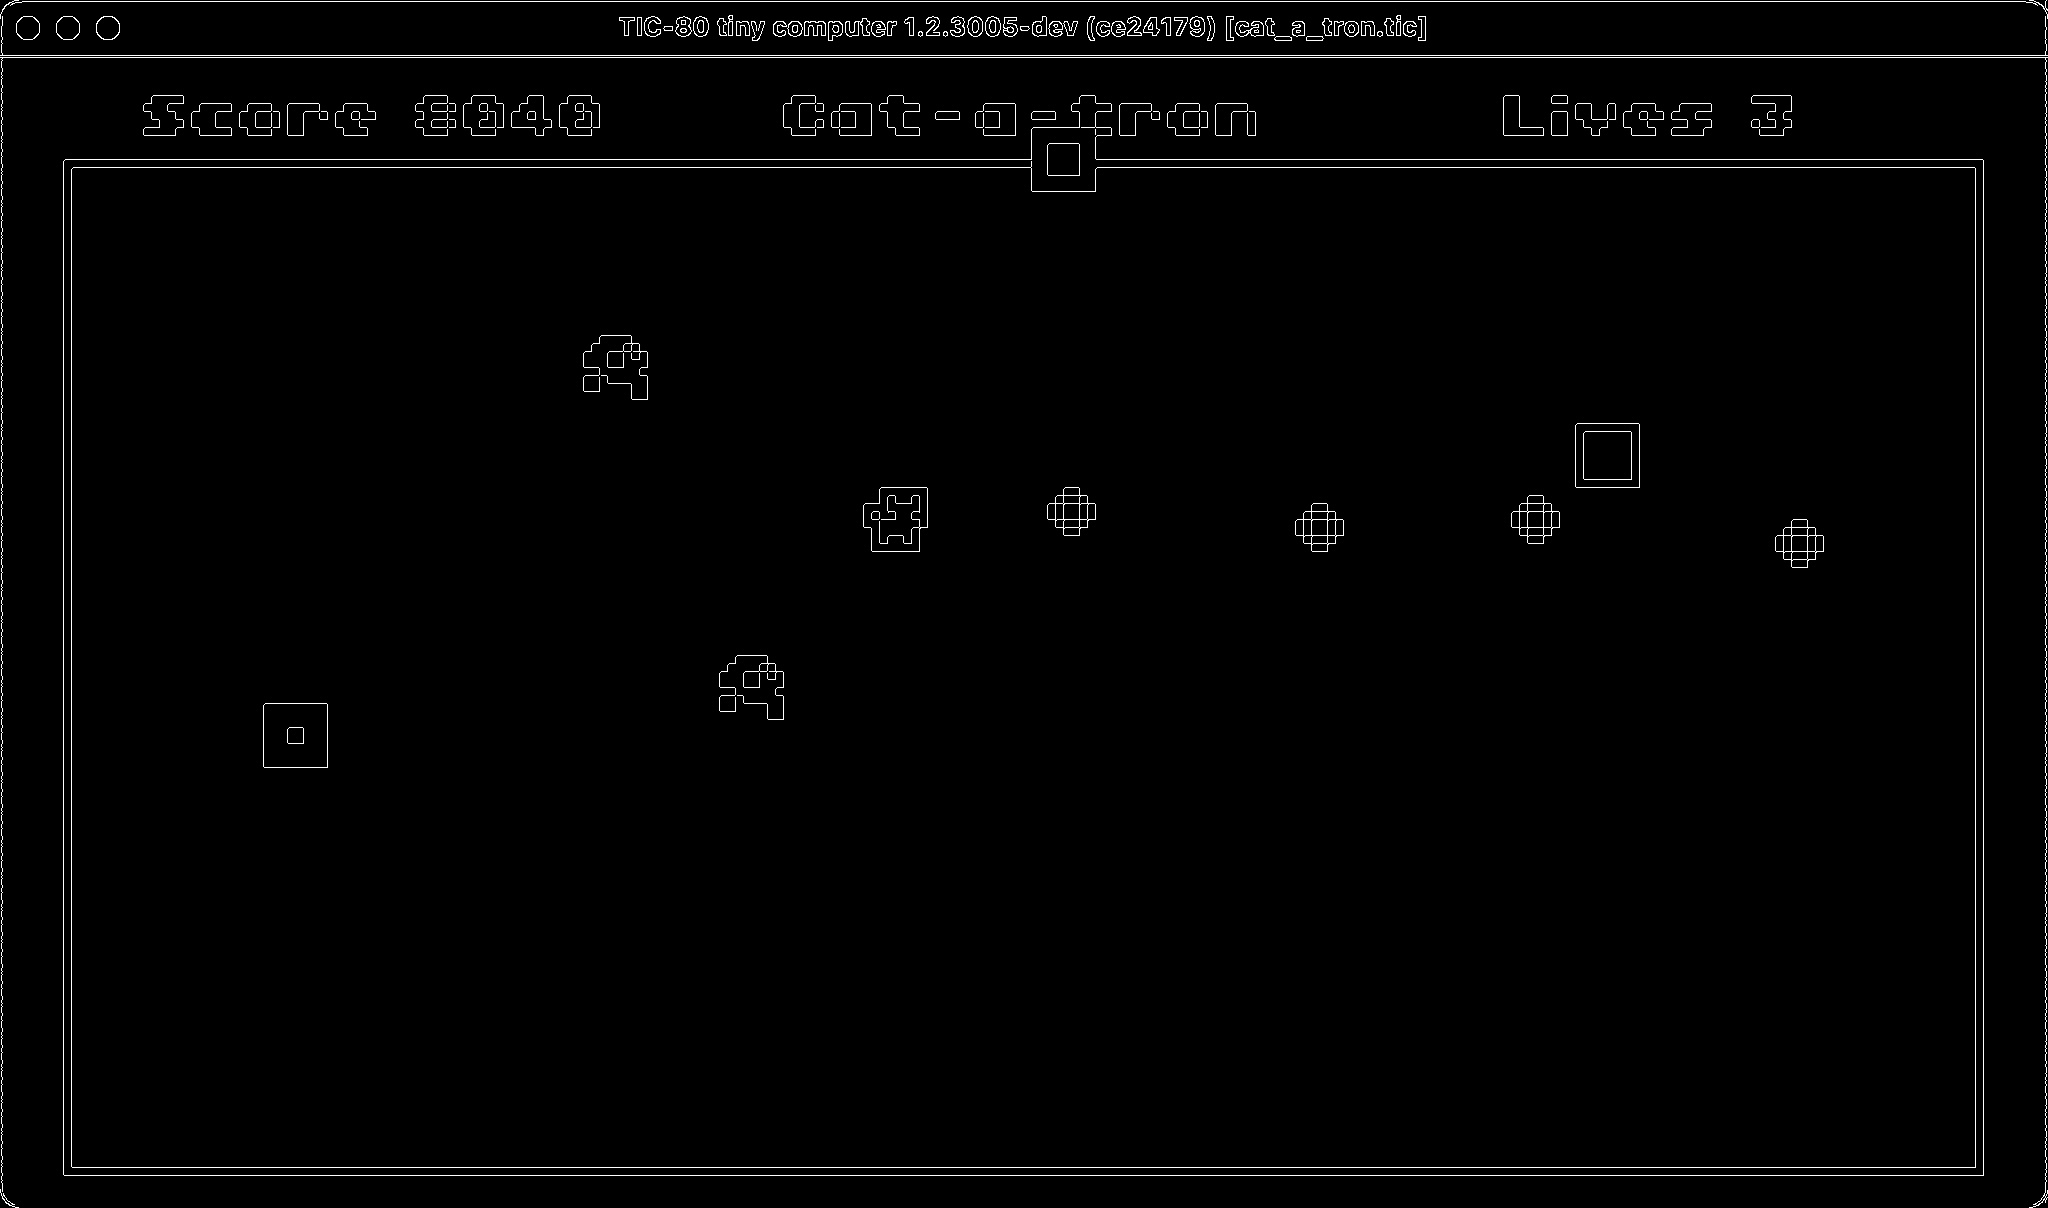 TIC-80 tiny computer 1.2.3005-dev (ce24179) [cat_a_tron.tic]
Score 8040 Cat-a-tron Lives 3